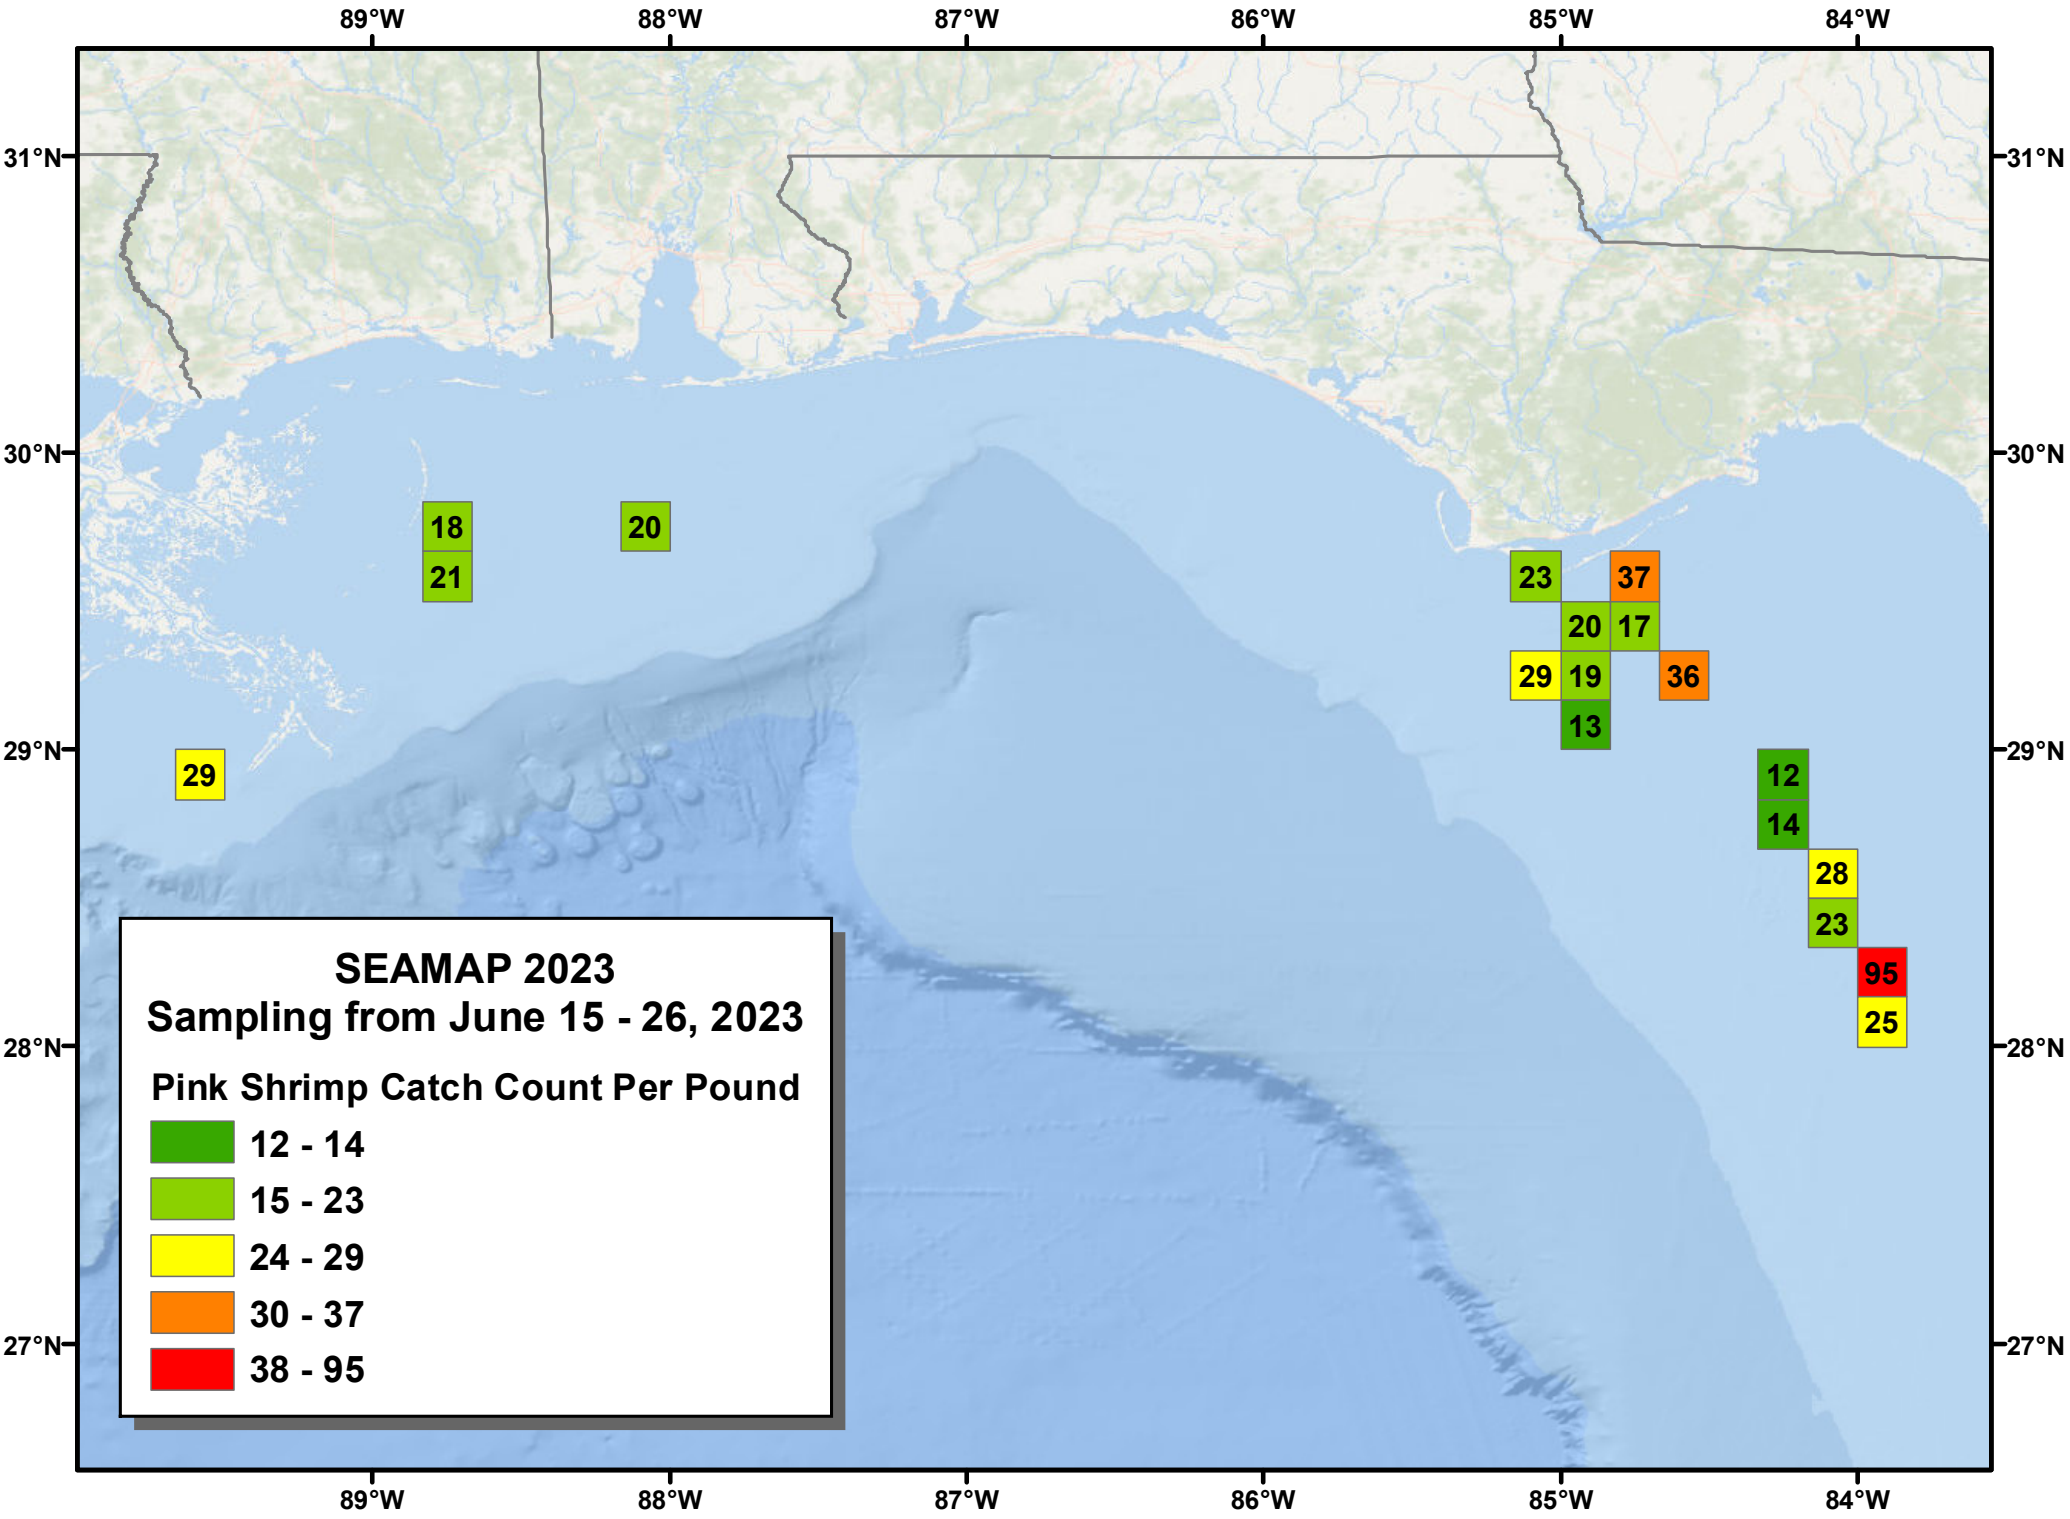 89°W 88°W 87°W 86°W 85°W 84°W
31°N 31°N
30°N 30°N
18 20
21 23 37
20 17
29 19 36
13
29°N 29°N
29 12
14
28
23
95
25
28°N 28°N
27°N 27°N
SEAMAP 2023
Sampling from June 15 - 26, 2023
Pink Shrimp Catch Count Per Pound
12 - 14
15 - 23
24 - 29
30 - 37
38 - 95
89°W 88°W 87°W 86°W 85°W 84°W